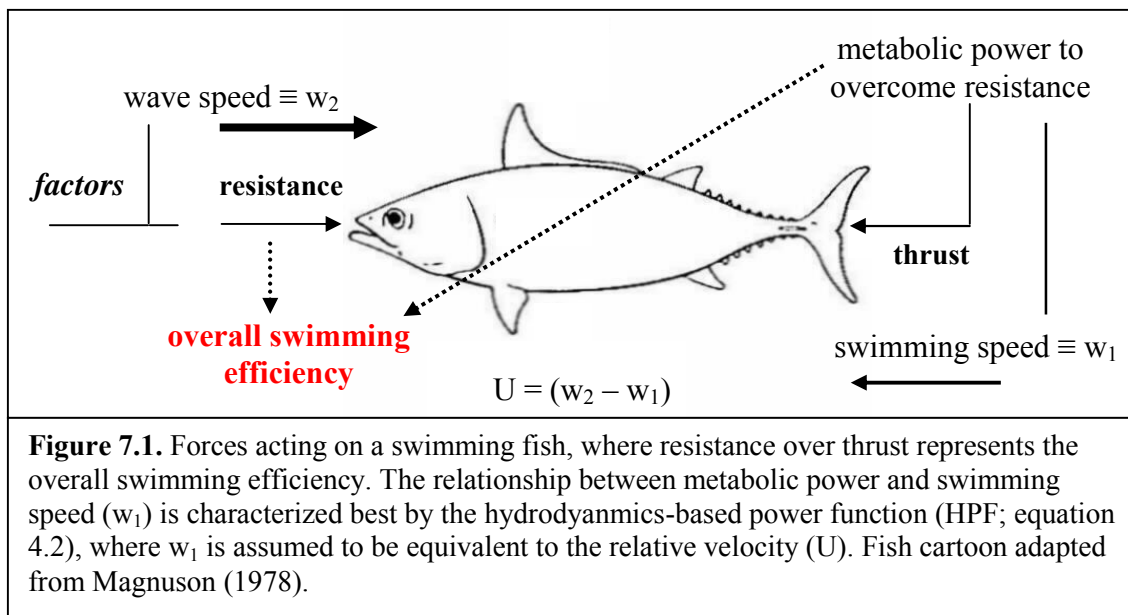 metabolic power to
overcome resistance
wave speed ≡ w₂
factors
resistance
thrust
overall swimming
efficiency
swimming speed ≡ w₁
U = (w₂ – w₁)
Figure 7.1. Forces acting on a swimming fish, where resistance over thrust represents the
overall swimming efficiency. The relationship between metabolic power and swimming
speed (w₁) is characterized best by the hydrodyanmics-based power function (HPF; equation
4.2), where w₁ is assumed to be equivalent to the relative velocity (U). Fish cartoon adapted
from Magnuson (1978).